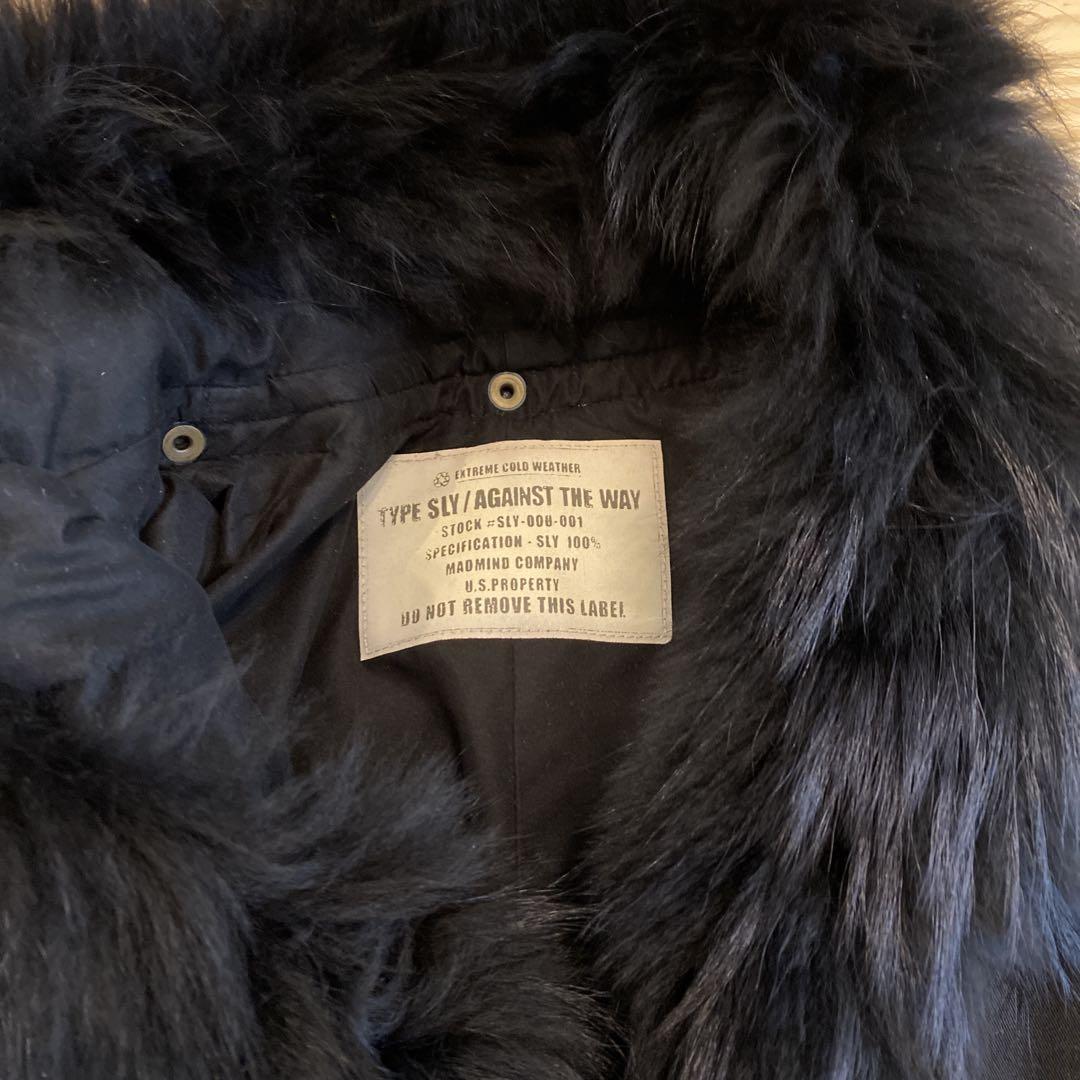 EXTREME COLD WEATHER
TYPE SLY/AGAINST THE WAY
STOCK #SLY-000-001
SPECIFICATION - SLY 100%
MADMIND COMPANY
U.S.PROPERTY
DO NOT REMOVE THIS LABEL